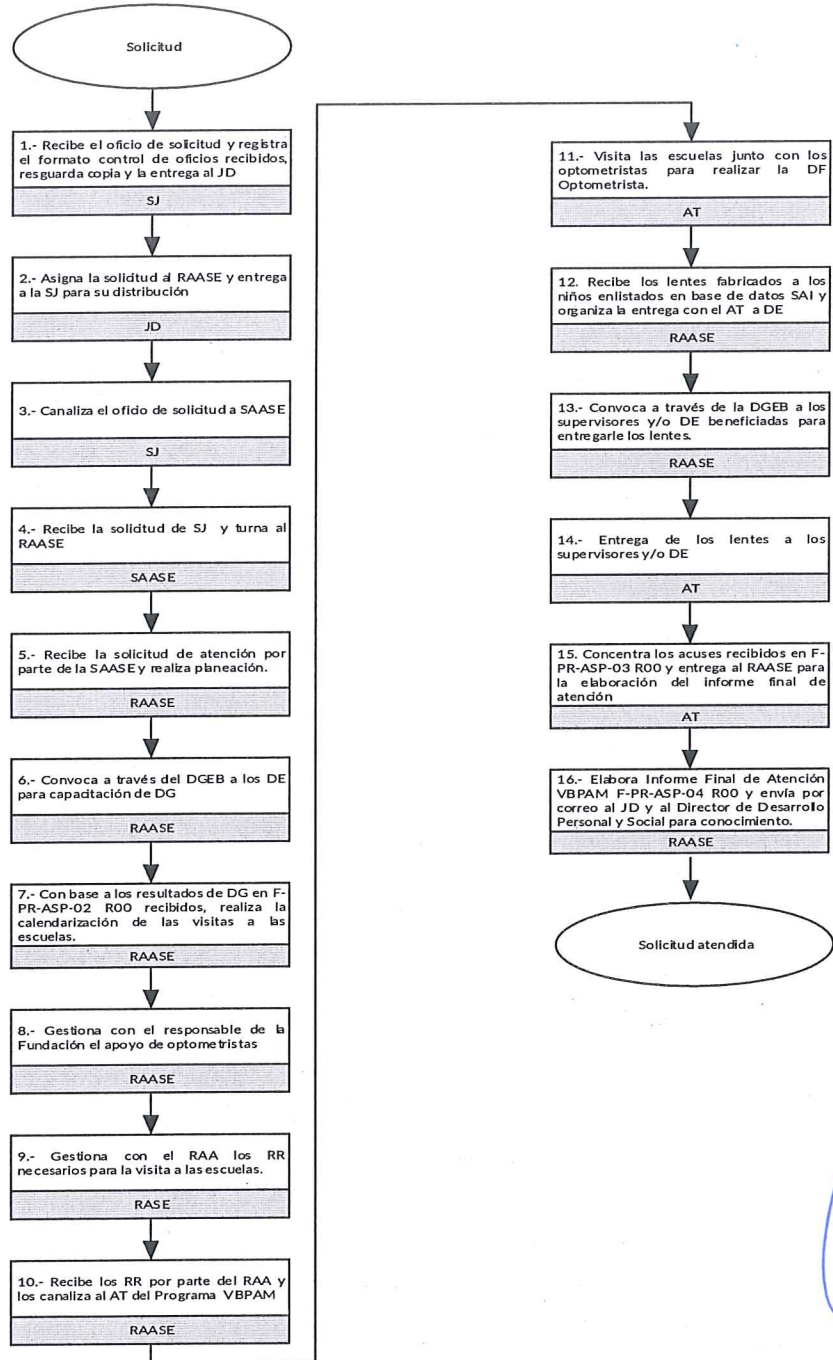 Solicitud
1.- Recibe el oficio de solicitud y registra
el formato control de oficios recibidos,
resguarda copia y la entrega al JD
SJ
2.- Asigna la solicitud al RAASE y entrega
a la SJ para su distribución
JD
3.- Canaliza el oficio de solicitud a SAASE
SJ
4.- Recibe la solicitud de SJ y turna al
RAASE
SAASE
5.- Recibe la solicitud de atención por
parte de la SAASE y realiza planeación.
RAASE
6.- Convoca a través del DGEB a los DE
para capacitación de DG
RAASE
7.- Con base a los resultados de DG en F-
PR-ASP-02 R00 recibidos, realiza la
calendarización de las visitas a las
escuelas.
RAASE
8.- Gestiona con el responsable de la
Fundación el apoyo de optometristas
RAASE
9.- Gestiona con el RAA los RR
necesarios para la visita a las escuelas.
RASE
10.- Recibe los RR por parte del RAA y
los canaliza al AT del Programa VBPAM
RAASE
11.- Visita las escuelas junto con los
optometristas para realizar la DF
Optometrista.
AT
12. Recibe los lentes fabricados a los
niños enlistados en base de datos SAI y
organiza la entrega con el AT a DE
RAASE
13.- Convoca a través de la DGEB a los
supervisores y/o DE beneficiadas para
entregarle los lentes.
RAASE
14.- Entrega de los lentes a los
supervisores y/o DE
AT
15. Concentra los acuses recibidos en F-
PR-ASP-03 R00 y entrega al RAASE para
la elaboración del informe final de
atención
AT
16.- Elabora Informe Final de Atención
VBPAM F-PR-ASP-04 R00 y envía por
correo al JD y al Director de Desarrollo
Personal y Social para conocimiento.
RAASE
Solicitud atendida